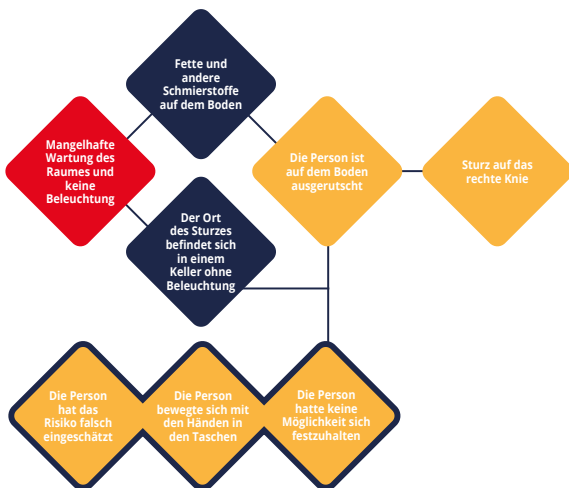 Fette und
andere
Schmierstoffe
auf dem Boden
Mangelhafte
Wartung des
Raumes und
keine
Beleuchtung
Die Person ist
auf dem Boden
ausgerutscht
Sturz auf das
rechte Knie
Der Ort
des Sturzes
befindet sich
in einem
Keller ohne
Beleuchtung
Die Person
hat das
Risiko falsch
eingeschätzt
Die Person
bewegte sich mit
den Händen in
den Taschen
Die Person
hatte keine
Möglichkeit sich
festzuhalten